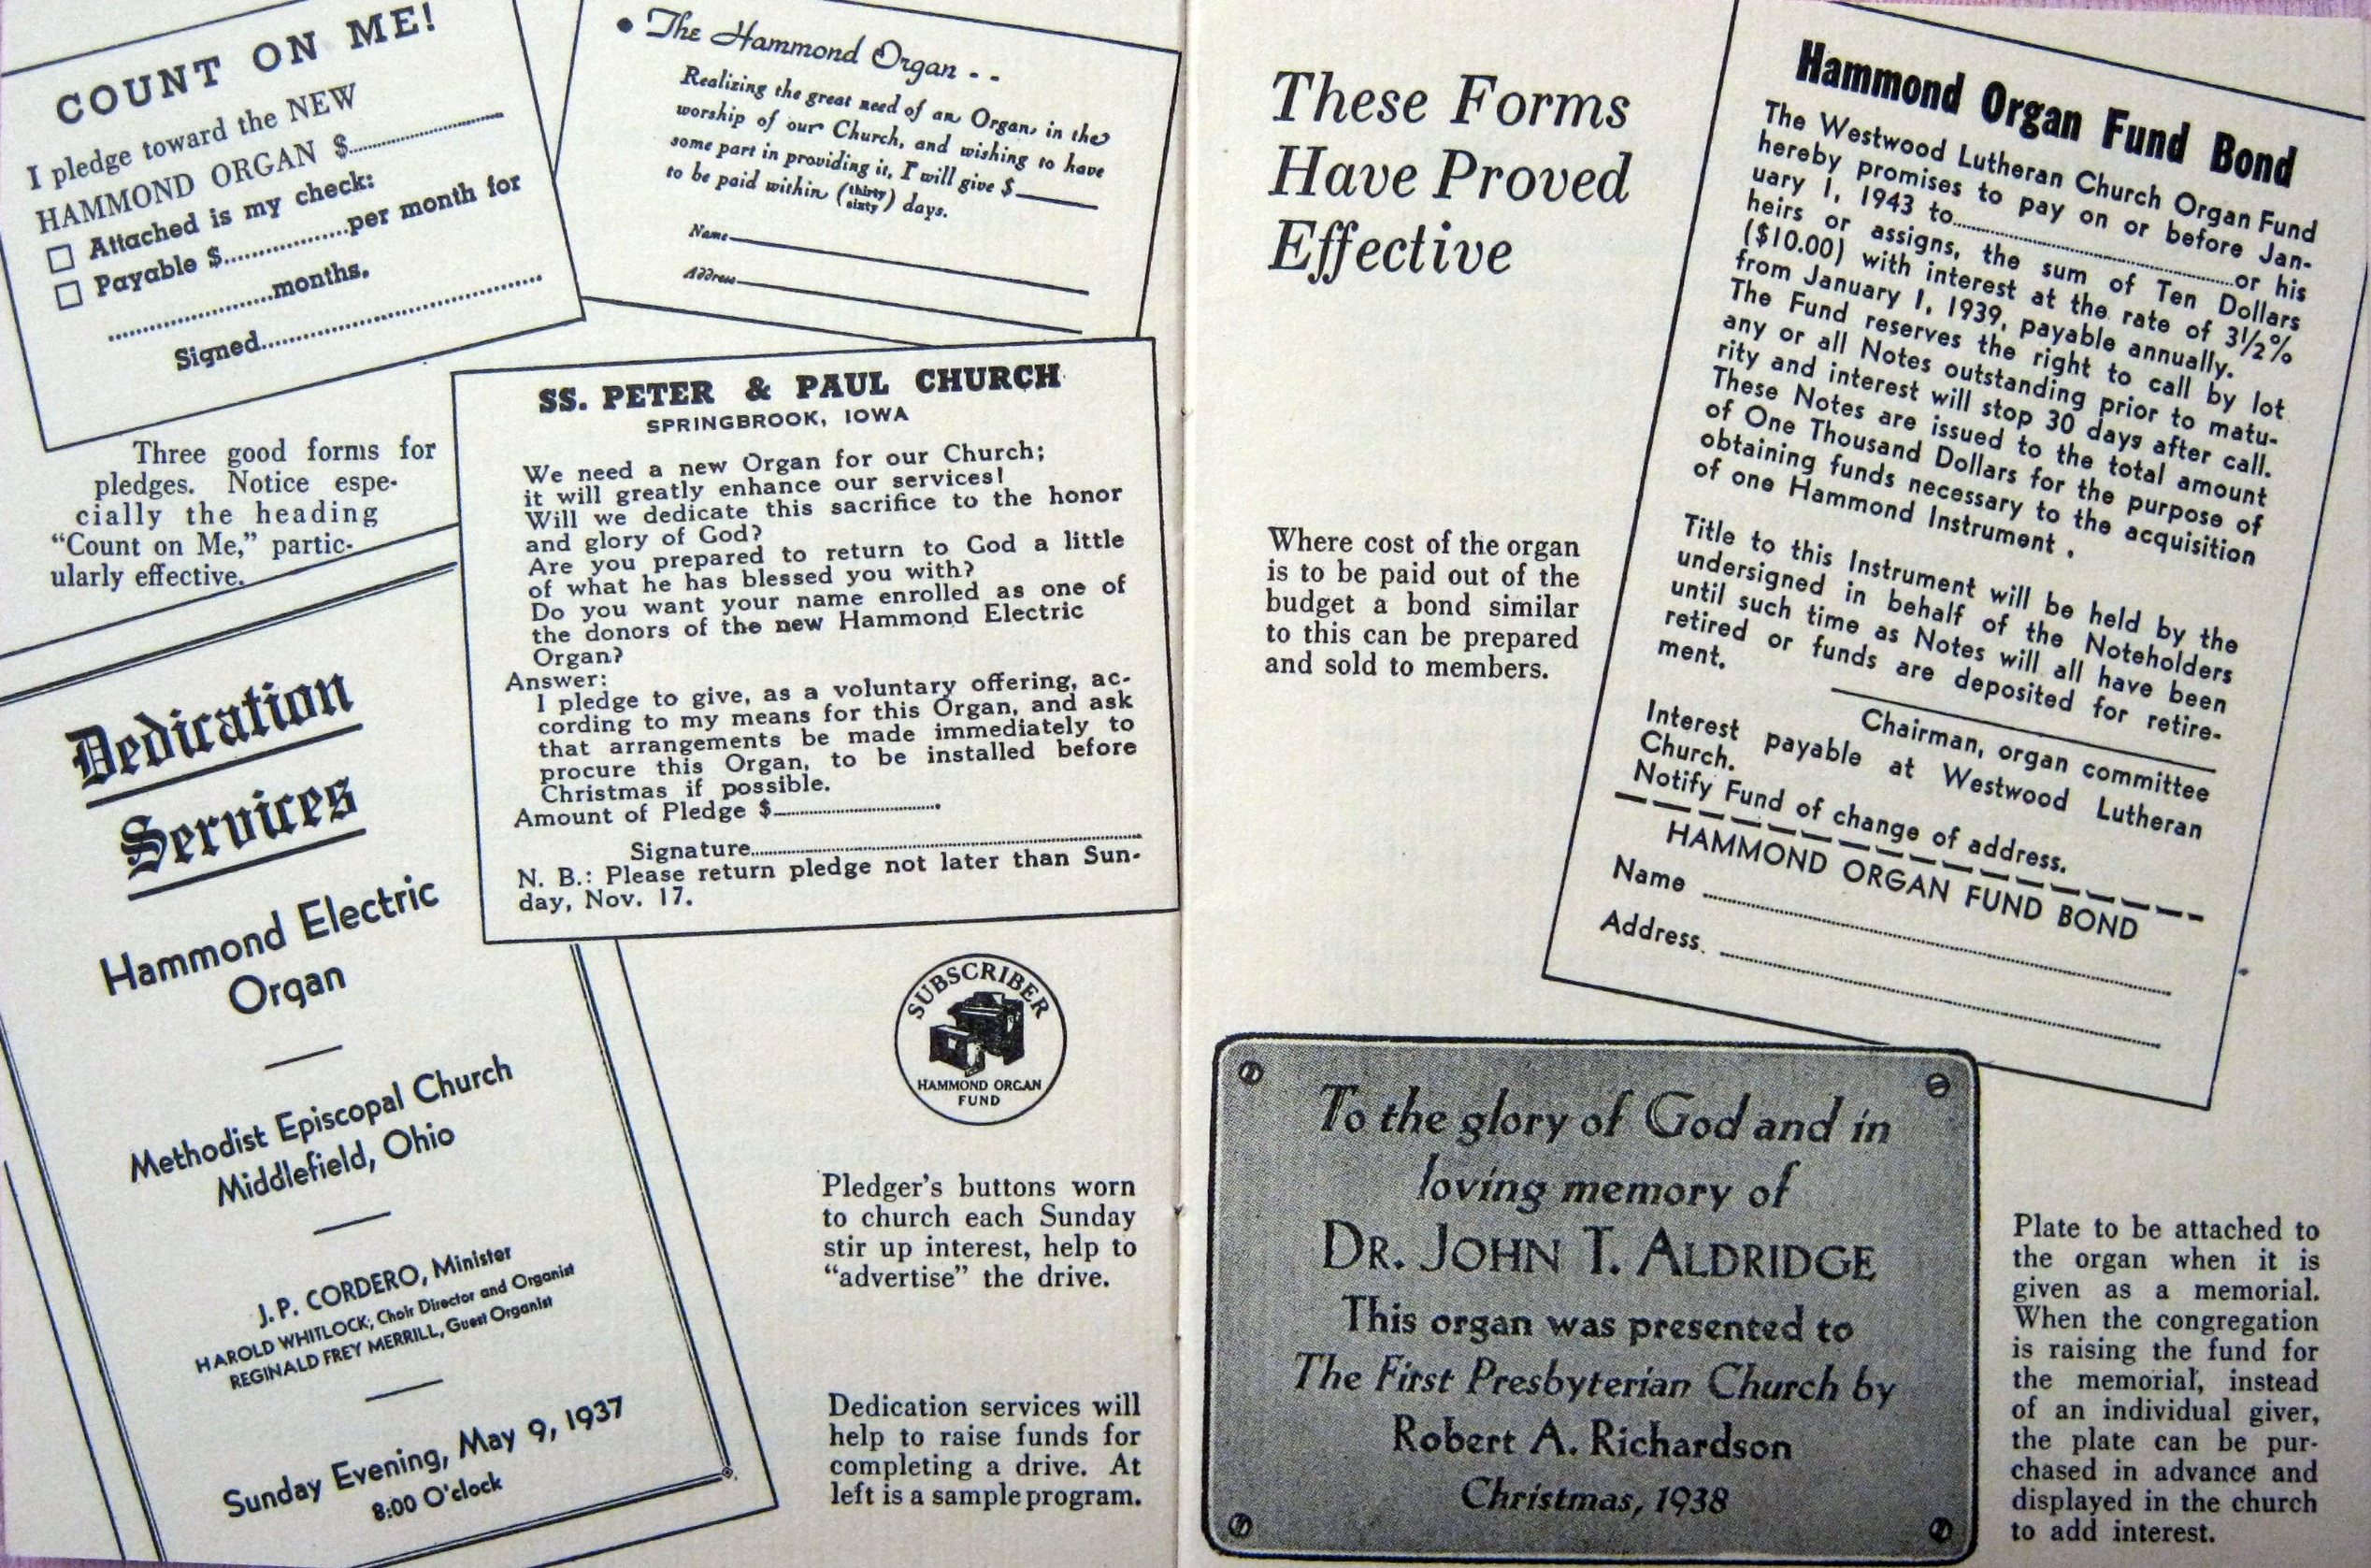 COUNT ON ME!
I pledge toward the NEW
HAMMOND ORGAN $
Attached is my check:
Payable $ per month for
months.
Signed
• The Hammond Organ - -
Realizing the great need of an Organ in the
worship of our Church, and wishing to have
some part in providing it, I will give $
to be paid within (thirty
sixty) days.
Name
Address
Three good forms for
pledges. Notice espe-
cially the heading
“Count on Me,” partic-
ularly effective.
SS. PETER & PAUL CHURCH
SPRINGBROOK, IOWA
We need a new Organ for our Church;
it will greatly enhance our services!
Will we dedicate this sacrifice to the honor
and glory of God?
Are you prepared to return to God a little
of what he has blessed you with?
Do you want your name enrolled as one of
the donors of the new Hammond Electric
Organ?
Answer:
I pledge to give, as a voluntary offering, ac-
cording to my means for this Organ, and ask
that arrangements be made immediately to
procure this Organ, to be installed before
Christmas if possible.
Amount of Pledge $
Signature
N. B.: Please return pledge not later than Sun-
day, Nov. 17.
Dedication
Services
Hammond Electric
Organ
Methodist Episcopal Church
Middlefield, Ohio
J. P. CORDERO, Minister
HAROLD WHITLOCK, Choir Director and Organist
REGINALD FREY MERRILL, Guest Organist
Sunday Evening, May 9, 1937
8:00 O'clock
SUBSCRIBER
HAMMOND ORGAN
FUND
Pledger's buttons worn
to church each Sunday
stir up interest, help to
“advertise” the drive.
Dedication services will
help to raise funds for
completing a drive. At
left is a sample program.
These Forms
Have Proved
Effective
Where cost of the organ
is to be paid out of the
budget a bond similar
to this can be prepared
and sold to members.
Hammond Organ Fund Bond
The Westwood Lutheran Church Organ Fund
hereby promises to pay on or before Jan-
uary 1, 1943 to or his
heirs or assigns, the sum of Ten Dollars
($10.00) with interest at the rate of 3½%
from January 1, 1939, payable annually.
The Fund reserves the right to call by lot
any or all Notes outstanding prior to matu-
rity and interest will stop 30 days after call.
These Notes are issued to the total amount
of One Thousand Dollars for the purpose of
obtaining funds necessary to the acquisition
of one Hammond Instrument .
Title to this Instrument will be held by the
undersigned in behalf of the Noteholders
until such time as Notes will all have been
retired or funds are deposited for retire-
ment.
Chairman, organ committee
Interest payable at Westwood Lutheran
Church.
Notify Fund of change of address.
HAMMOND ORGAN FUND BOND
Name
Address
To the glory of God and in
loving memory of
DR. JOHN T. ALDRIDGE
This organ was presented to
The First Presbyterian Church by
Robert A. Richardson
Christmas, 1938
Plate to be attached to
the organ when it is
given as a memorial.
When the congregation
is raising the fund for
the memorial, instead
of an individual giver,
the plate can be pur-
chased in advance and
displayed in the church
to add interest.